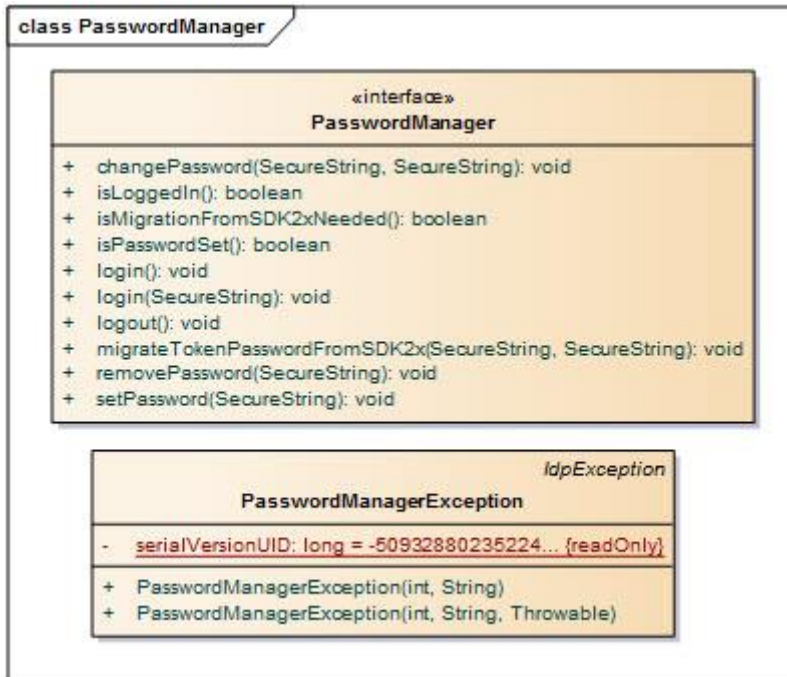 class PasswordManager
«interface»
PasswordManager
+ changePassword(SecureString, SecureString): void
+ isLoggedIn(): boolean
+ isMigrationFromSDK2xNeeded(): boolean
+ isPasswordSet(): boolean
+ login(): void
+ login(SecureString): void
+ logout(): void
+ migrateTokenPasswordFromSDK2x(SecureString, SecureString): void
+ removePassword(SecureString): void
+ setPassword(SecureString): void
IdpException
PasswordManagerException
- serialVersionUID: long = -50932880235224... {readOnly}
+ PasswordManagerException(int, String)
+ PasswordManagerException(int, String, Throwable)